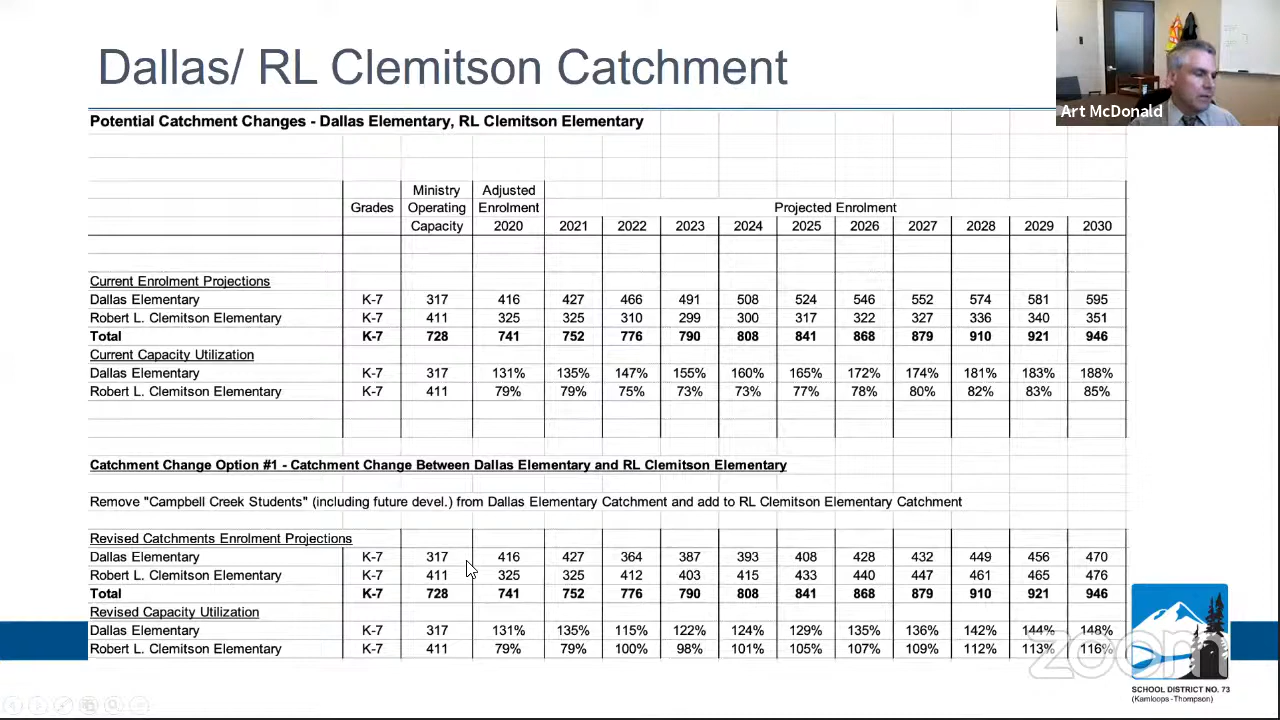 Dallas/ RL Clemitson Catchment
Art McDonald
Potential Catchment Changes - Dallas Elementary, RL Clemitson Elementary
Ministry Adjusted
Grades Operating Enrolment Projected Enrolment
Capacity 2020 2021 2022 2023 2024 2025 2026 2027 2028 2029 2030
Current Enrolment Projections
Dallas Elementary K-7 317 416 427 466 491 508 524 546 552 574 581 595
Robert L. Clemitson Elementary K-7 411 325 325 310 299 300 317 322 327 336 340 351
Total K-7 728 741 752 776 790 808 841 868 879 910 921 946
Current Capacity Utilization
Dallas Elementary K-7 317 131% 135% 147% 155% 160% 165% 172% 174% 181% 183% 188%
Robert L. Clemitson Elementary K-7 411 79% 79% 75% 73% 73% 77% 78% 80% 82% 83% 85%
Catchment Change Option #1 - Catchment Change Between Dallas Elementary and RL Clemitson Elementary
Remove "Campbell Creek Students" (including future devel.) from Dallas Elementary Catchment and add to RL Clemitson Elementary Catchment
Revised Catchments Enrolment Projections
Dallas Elementary K-7 317 416 427 364 387 393 408 428 432 449 456 470
Robert L. Clemitson Elementary K-7 411 325 325 412 403 415 433 440 447 461 465 476
Total K-7 728 741 752 776 790 808 841 868 879 910 921 946
Revised Capacity Utilization
Dallas Elementary K-7 317 131% 135% 115% 122% 124% 129% 135% 136% 142% 144% 148%
Robert L. Clemitson Elementary K-7 411 79% 79% 100% 98% 101% 105% 107% 109% 112% 113% 116%
zoom
SCHOOL DISTRICT NO. 73
(Kamloops -Thompson)